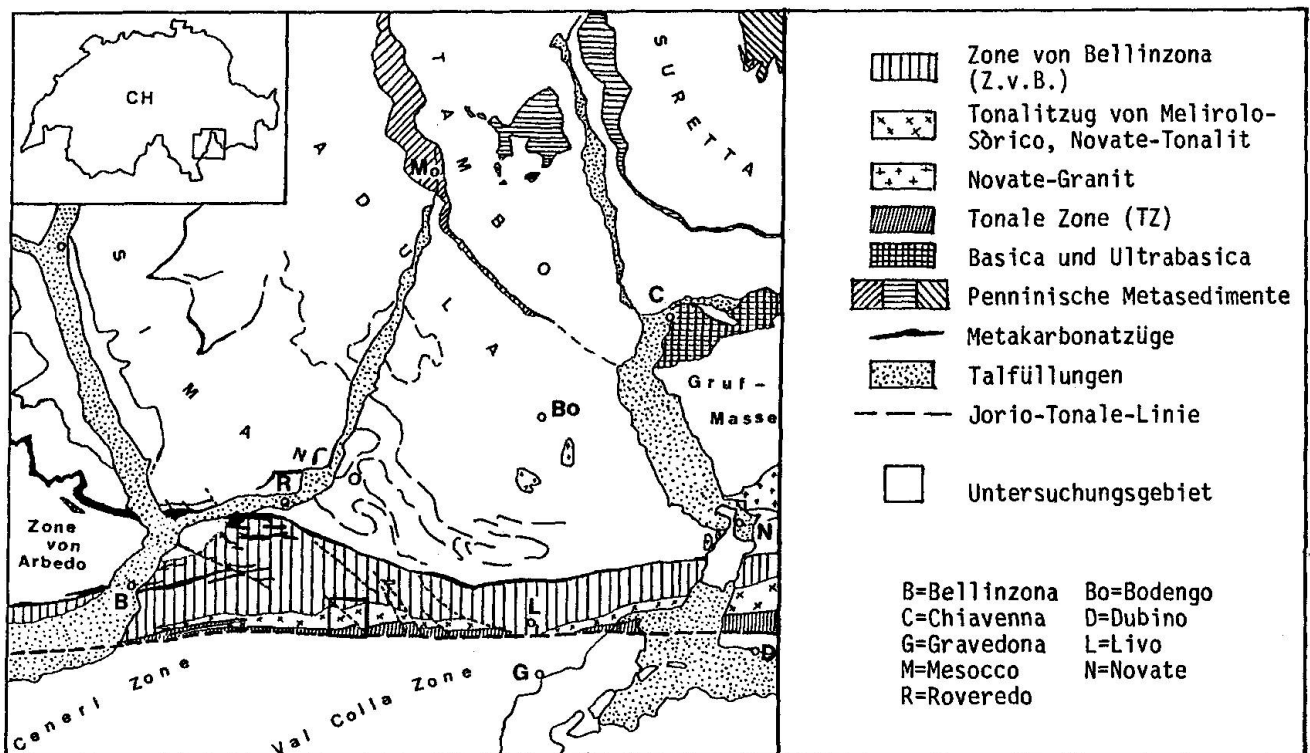 CH
SIMANO
ADULA
TAMBO
SURETTA
M
C
Gruf-
Masse
Bo
N
R
Zone
von
Arbedo
B
L
N
D
G
Ceneri Zone
Val Colla Zone
Zone von Bellinzona
(Z.v.B.)
Tonalitzug von Melirolo-
Sòrico, Novate-Tonalit
Novate-Granit
Tonale Zone (TZ)
Basica und Ultrabasica
Penninische Metasedimente
Metakarbonatzüge
Talfüllungen
Jorio-Tonale-Linie
Untersuchungsgebiet
B=Bellinzona Bo=Bodengo
C=Chiavenna D=Dubino
G=Gravedona L=Livo
M=Mesocco N=Novate
R=Roveredo